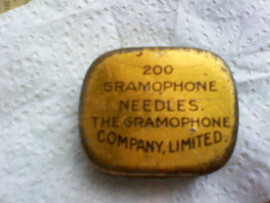 200
GRAMOPHONE
NEEDLES.
THE GRAMOPHONE
COMPANY, LIMITED.